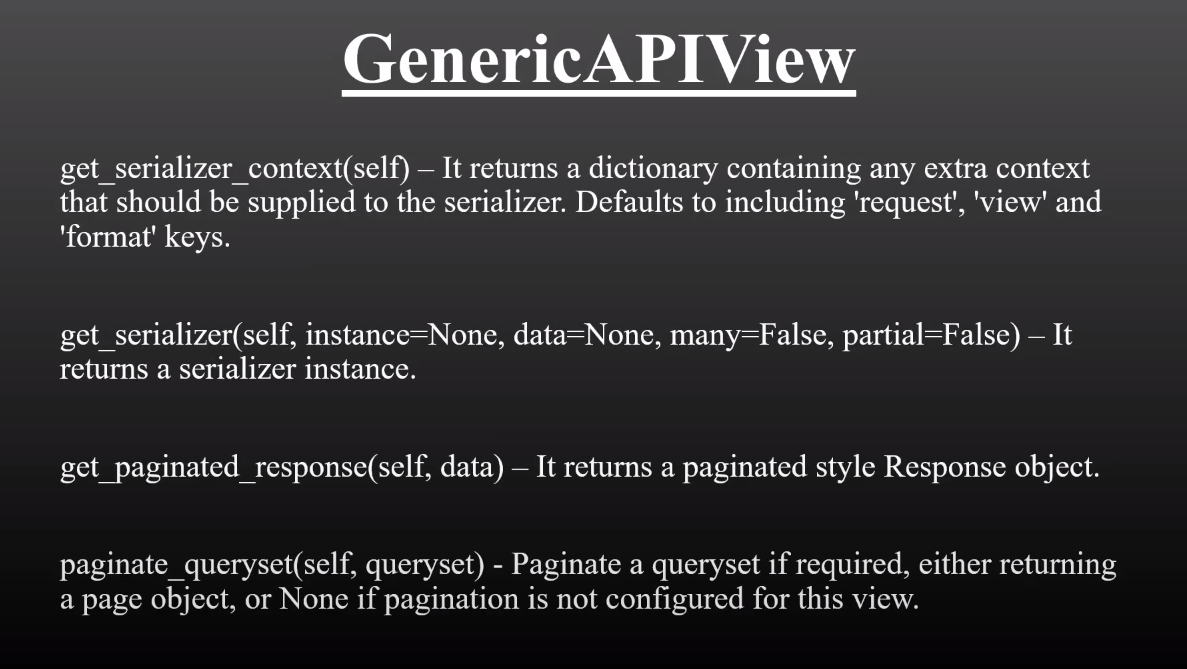 GenericAPIView
get_serializer_context(self) – It returns a dictionary containing any extra context
that should be supplied to the serializer. Defaults to including 'request', 'view' and
'format' keys.
get_serializer(self, instance=None, data=None, many=False, partial=False) – It
returns a serializer instance.
get_paginated_response(self, data) – It returns a paginated style Response object.
paginate_queryset(self, queryset) - Paginate a queryset if required, either returning
a page object, or None if pagination is not configured for this view.